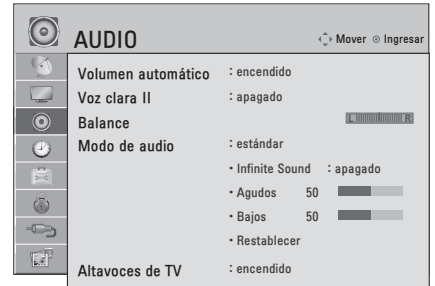 AUDIO
Mover ⊙ Ingresar
Volumen automático : encendido
Voz clara II : apagado
Balance L R
Modo de audio : estándar
• Infinite Sound : apagado
• Agudos 50
• Bajos 50
• Restablecer
Altavoces de TV : encendido